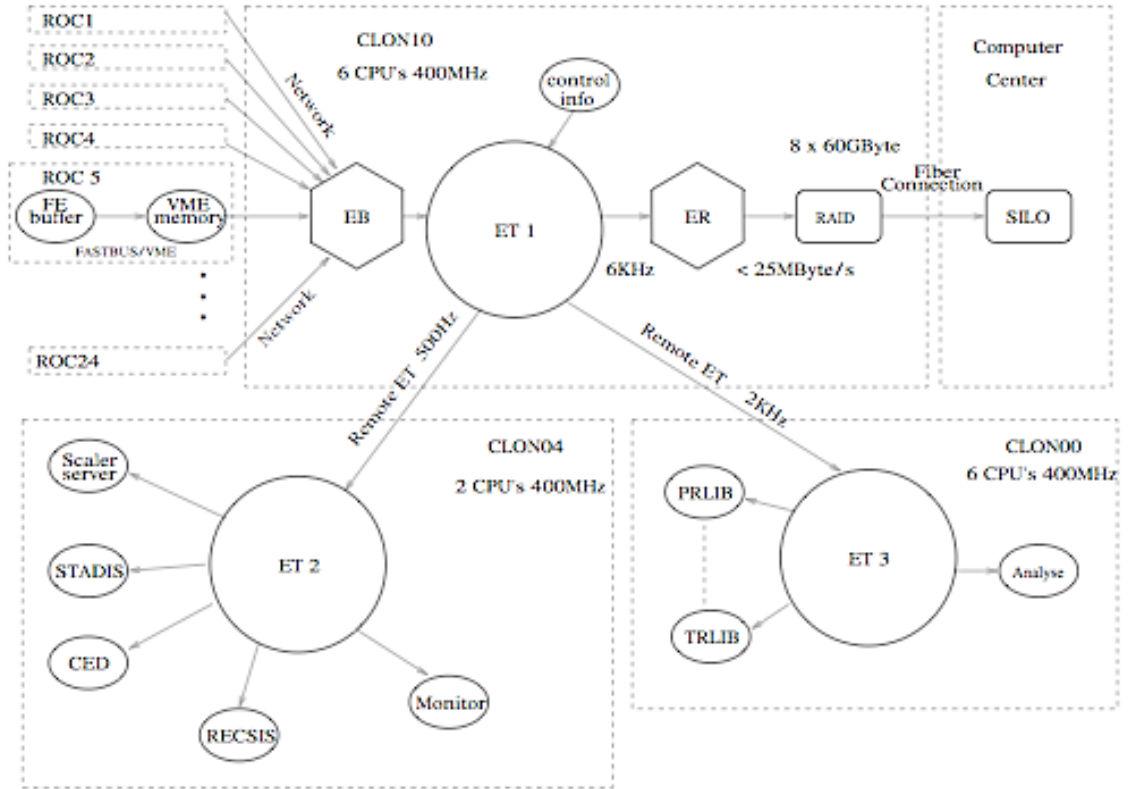 ROC1
ROC2
ROC3
ROC4
ROC 5
FE
buffer
VME
memory
FASTBUS/VME
ROC24
Network
Network
CLON10
6 CPU's 400MHz
control
info
EB
ET 1
ER
6KHz
< 25MByte/s
8 x 60GByte
RAID
Fiber
Connection
Computer
Center
SILO
Remote ET 500Hz
Remote ET 2KHz
CLON04
2 CPU's 400MHz
Scaler
server
STADIS
CED
RECSIS
Monitor
ET 2
CLON00
6 CPU's 400MHz
PRLIB
TRLIB
ET 3
Analyse